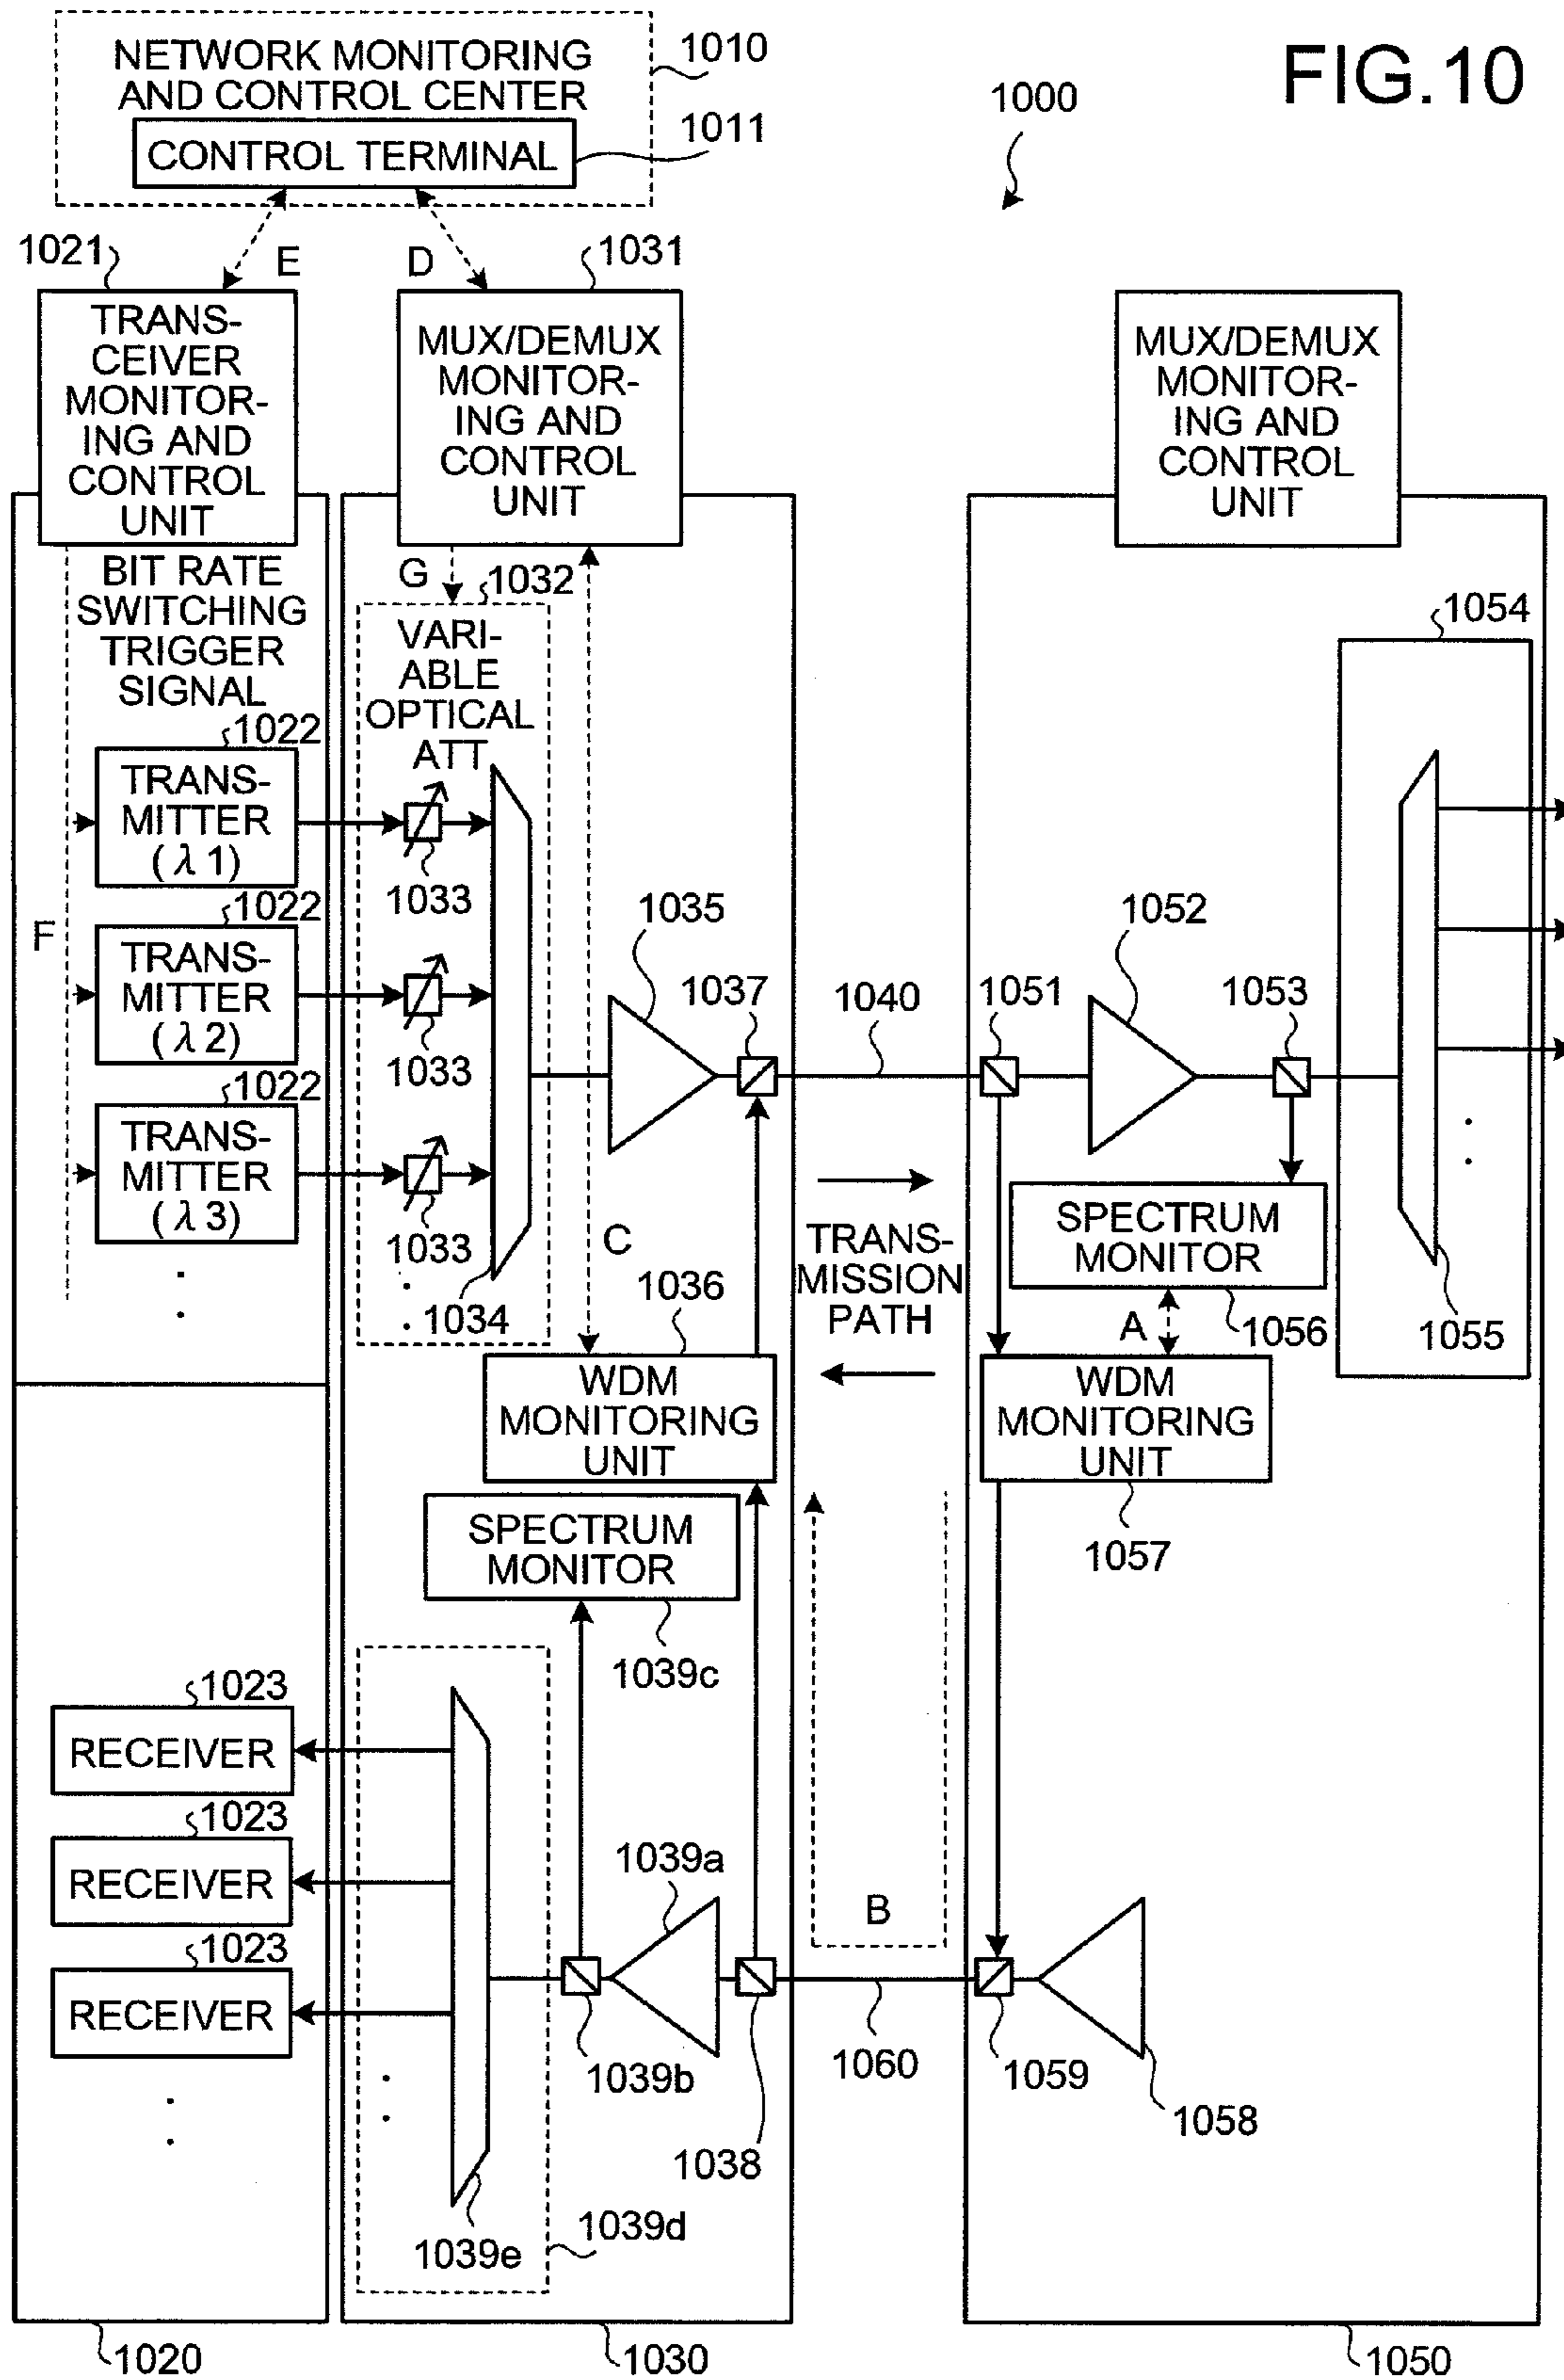 FIG.10
1000
NETWORK MONITORING
AND CONTROL CENTER
1010
CONTROL TERMINAL
1011
E
D
1021
TRANS-
CEIVER
MONITOR-
ING AND
CONTROL
UNIT
1031
MUX/DEMUX
MONITOR-
ING AND
CONTROL
UNIT
MUX/DEMUX
MONITOR-
ING AND
CONTROL
UNIT
BIT RATE
SWITCHING
TRIGGER
SIGNAL
F
1022
TRANS-
MITTER
(λ1)
1022
TRANS-
MITTER
(λ2)
1022
TRANS-
MITTER
(λ3)
G
1032
VARI-
ABLE
OPTICAL
ATT
1033
1033
1033
1034
C
1035
1037
1040
1036
WDM
MONITORING
UNIT
TRANS-
MISSION
PATH
1051
1052
1053
1054
1055
SPECTRUM
MONITOR
1056
A
WDM
MONITORING
UNIT
1057
SPECTRUM
MONITOR
1039c
1023
RECEIVER
1023
RECEIVER
1023
RECEIVER
1039a
1039b
1038
B
1060
1059
1058
1039e
1039d
1020
1030
1050